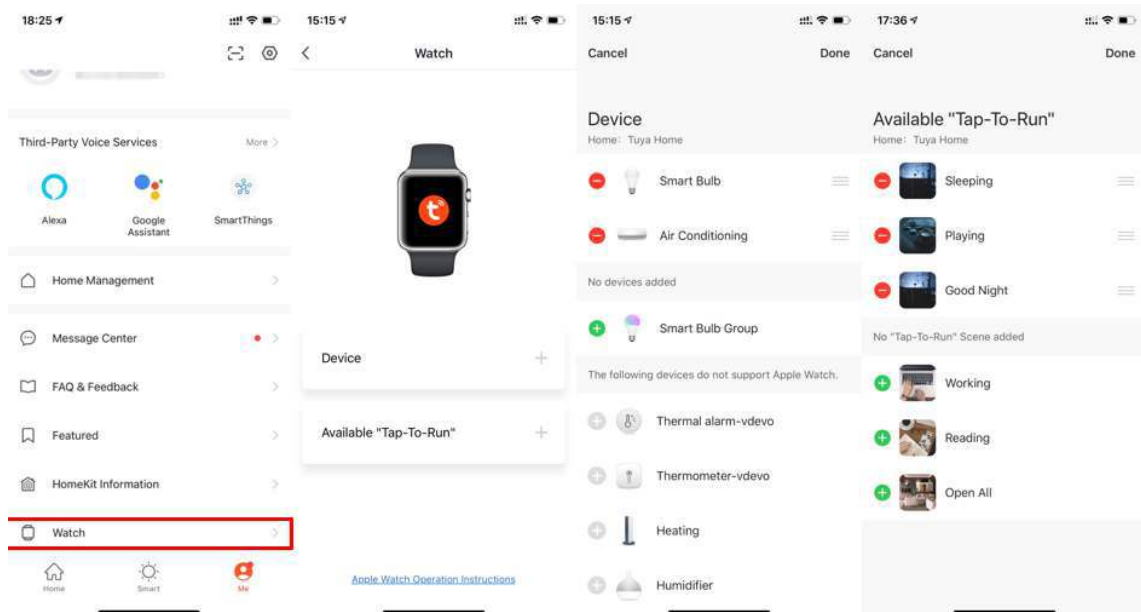 18:25
Third-Party Voice Services
More
Alexa
Google Assistant
SmartThings
Home Management
Message Center
FAQ & Feedback
Featured
HomeKit Information
Watch
Home
Smart
Me
15:15
Watch
Device
Available "Tap-To-Run"
Apple Watch Operation Instructions
15:15
Cancel
Done
Device
Home: Tuya Home
Smart Bulb
Air Conditioning
No devices added
Smart Bulb Group
The following devices do not support Apple Watch.
Thermal alarm-vdevo
Thermometer-vdevo
Heating
Humidifier
17:36
Cancel
Done
Available "Tap-To-Run"
Home: Tuya Home
Sleeping
Playing
Good Night
No "Tap-To-Run" Scene added
Working
Reading
Open All